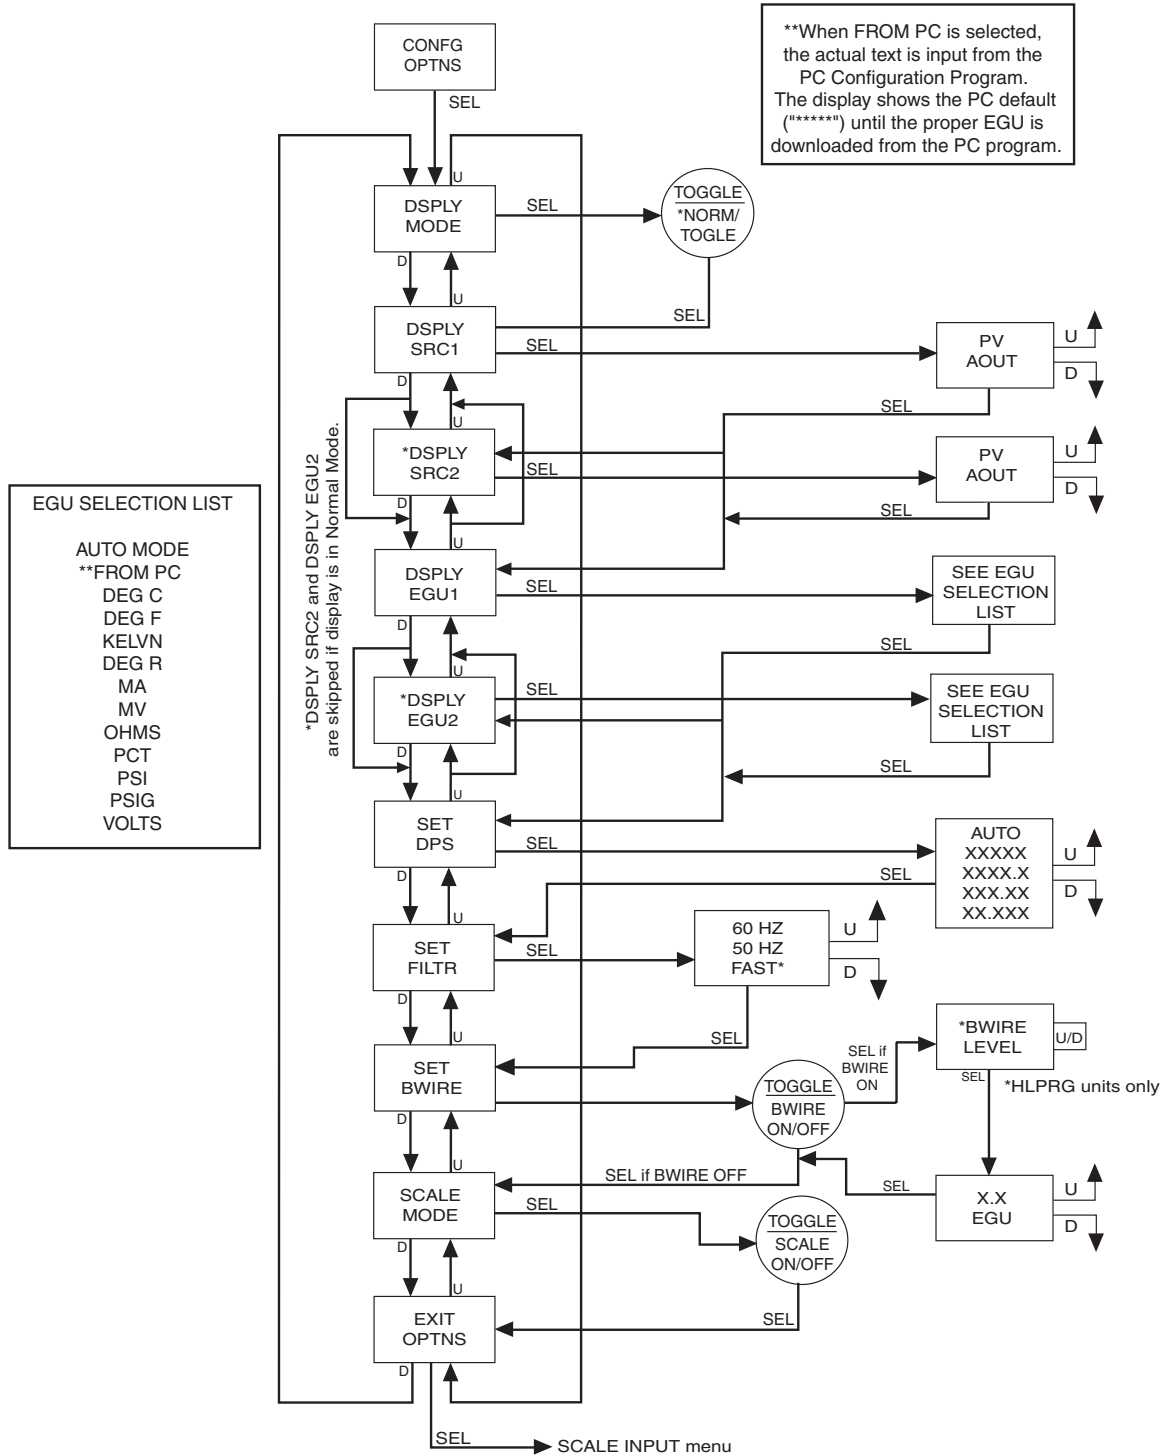 CONFG
OPTNS
SEL
**When FROM PC is selected,
the actual text is input from the
PC Configuration Program.
The display shows the PC default
("*****") until the proper EGU is
downloaded from the PC program.
U
DSPLY
MODE
SEL
TOGGLE
*NORM/
TOGLE
D
U
SEL
DSPLY
SRC1
SEL
PV
AOUT
U
D
D
SEL
U
*DSPLY
SRC2
SEL
PV
AOUT
U
D
D
SEL
U
*DSPLY SRC2 and DSPLY EGU2
are skipped if display is in Normal Mode.
EGU SELECTION LIST
AUTO MODE
**FROM PC
DEG C
DEG F
KELVN
DEG R
MA
MV
OHMS
PCT
PSI
PSIG
VOLTS
DSPLY
EGU1
SEL
SEE EGU
SELECTION
LIST
D
SEL
U
*DSPLY
EGU2
SEL
SEE EGU
SELECTION
LIST
D
SEL
U
SET
DPS
SEL
AUTO
XXXXX
XXXX.X
XXX.XX
XX.XXX
U
D
D
SEL
U
SET
FILTR
SEL
60 HZ
50 HZ
FAST*
U
D
D
SEL
U
SET
BWIRE
TOGGLE
BWIRE
ON/OFF
SEL if
BWIRE
ON
*BWIRE
LEVEL
U/D
SEL
*HLPRG units only
D
U
SEL if BWIRE OFF
SEL
X.X
EGU
U
D
SCALE
MODE
SEL
TOGGLE
SCALE
ON/OFF
D
U
SEL
EXIT
OPTNS
D
SEL
SCALE INPUT menu